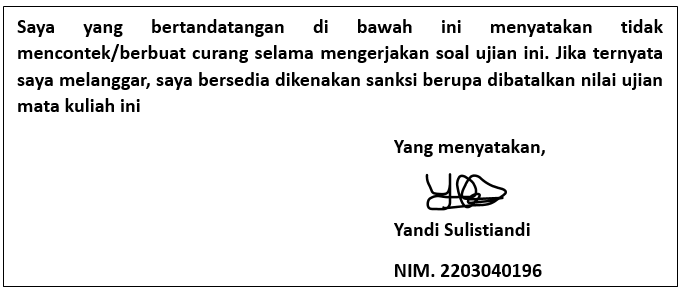 Saya yang bertandatangan di bawah ini menyatakan tidak
mencontek/berbuat curang selama mengerjakan soal ujian ini. Jika ternyata
saya melanggar, saya bersedia dikenakan sanksi berupa dibatalkan nilai ujian
mata kuliah ini
Yang menyatakan,
Yandi Sulistiandi
NIM. 2203040196